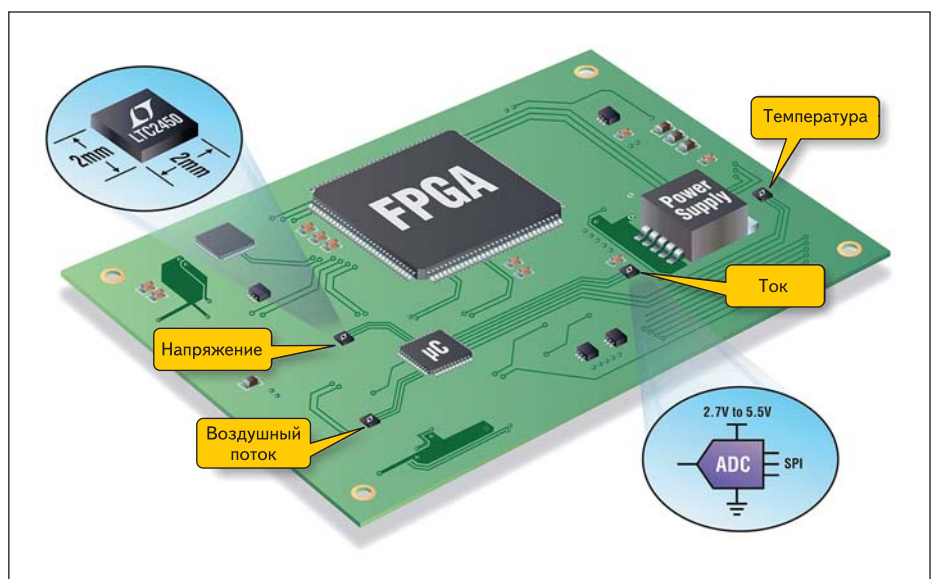 LTC2450
2mm
2mm
FPGA
Температура
Power
Supply
Ток
Напряжение
µC
Воздушный
поток
2.7V to 5.5V
ADC
SPI